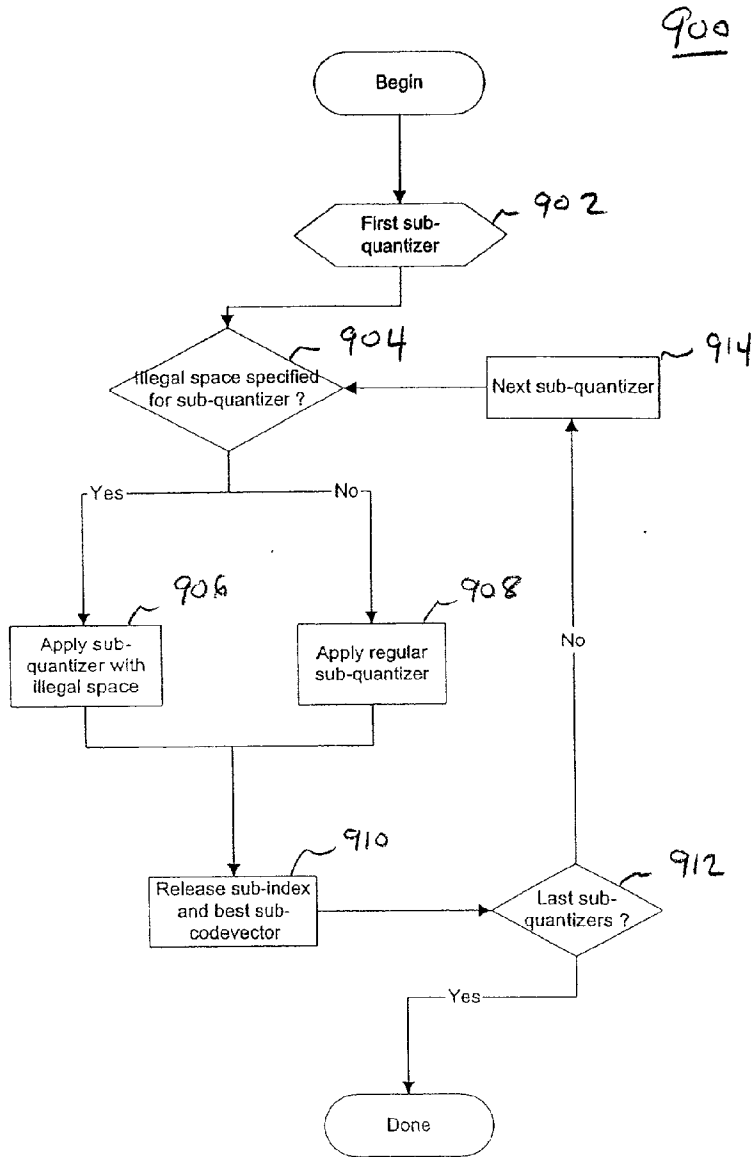 900
Begin
First sub-
quantizer
902
Illegal space specified
for sub-quantizer ?
904
Next sub-quantizer
914
Yes
No
Apply sub-
quantizer with
illegal space
906
Apply regular
sub-quantizer
908
No
Release sub-index
and best sub-
codevector
910
Last sub-
quantizers ?
912
Yes
Done